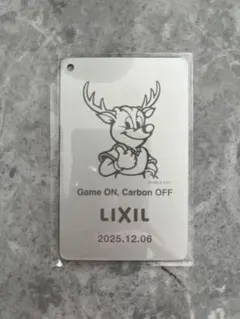 Game ON, Carbon OFF
LIXIL
2025.12.06